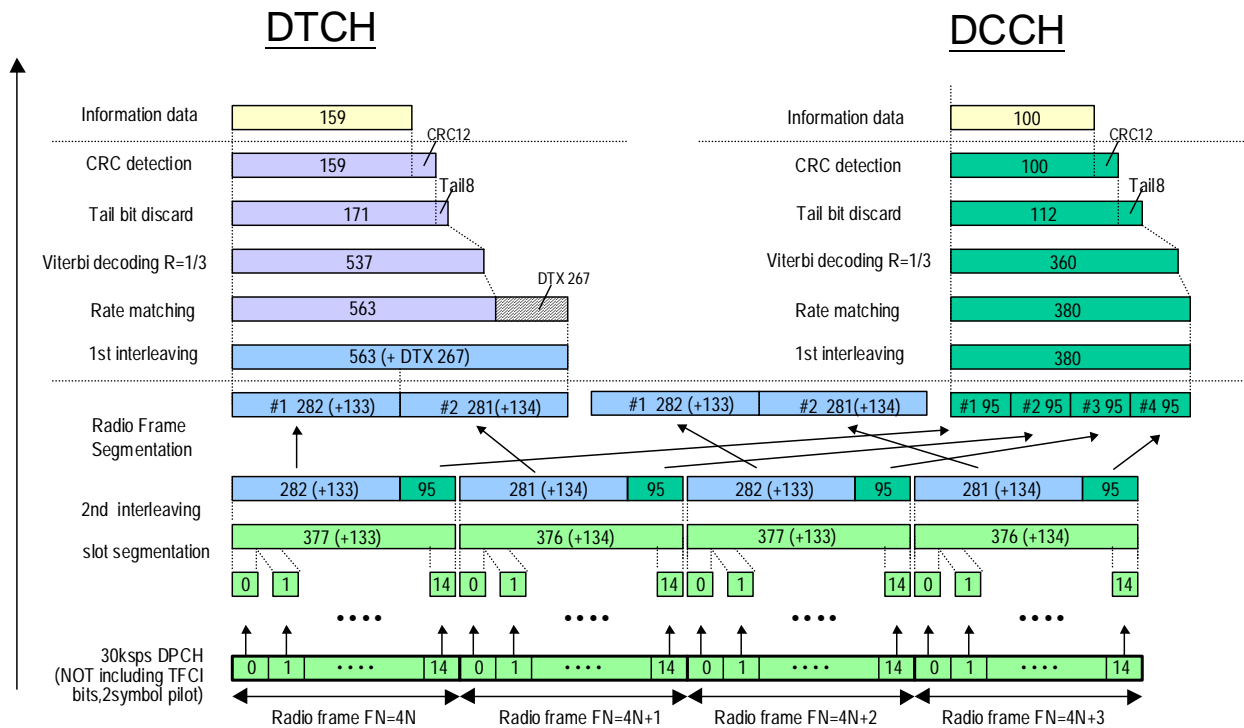 DTCH
DCCH
Information data
159
Information data
100
CRC12
CRC12
CRC detection
159
CRC detection
100
Tail8
Tail8
Tail bit discard
171
Tail bit discard
112
Viterbi decoding R=1/3
537
Viterbi decoding R=1/3
360
DTX 267
Rate matching
563
Rate matching
380
1st interleaving
563 (+ DTX 267)
1st interleaving
380
#1 282 (+133)
#2 281(+134)
#1 282 (+133)
#2 281(+134)
#1 95
#2 95
#3 95
#4 95
Radio Frame
Segmentation
282 (+133)
95
281 (+134)
95
282 (+133)
95
281 (+134)
95
2nd interleaving
377 (+133)
376 (+134)
377 (+133)
376 (+134)
slot segmentation
0 1 14
0 1 14
0 1 14
0 1 14
• • • •
• • • •
• • • •
• • • •
30ksps DPCH
(NOT including TFCI
bits,2symbol pilot)
0 1 • • • • 14
0 1 • • • • 14
0 1 • • • • 14
0 1 • • • • 14
Radio frame FN=4N
Radio frame FN=4N+1
Radio frame FN=4N+2
Radio frame FN=4N+3